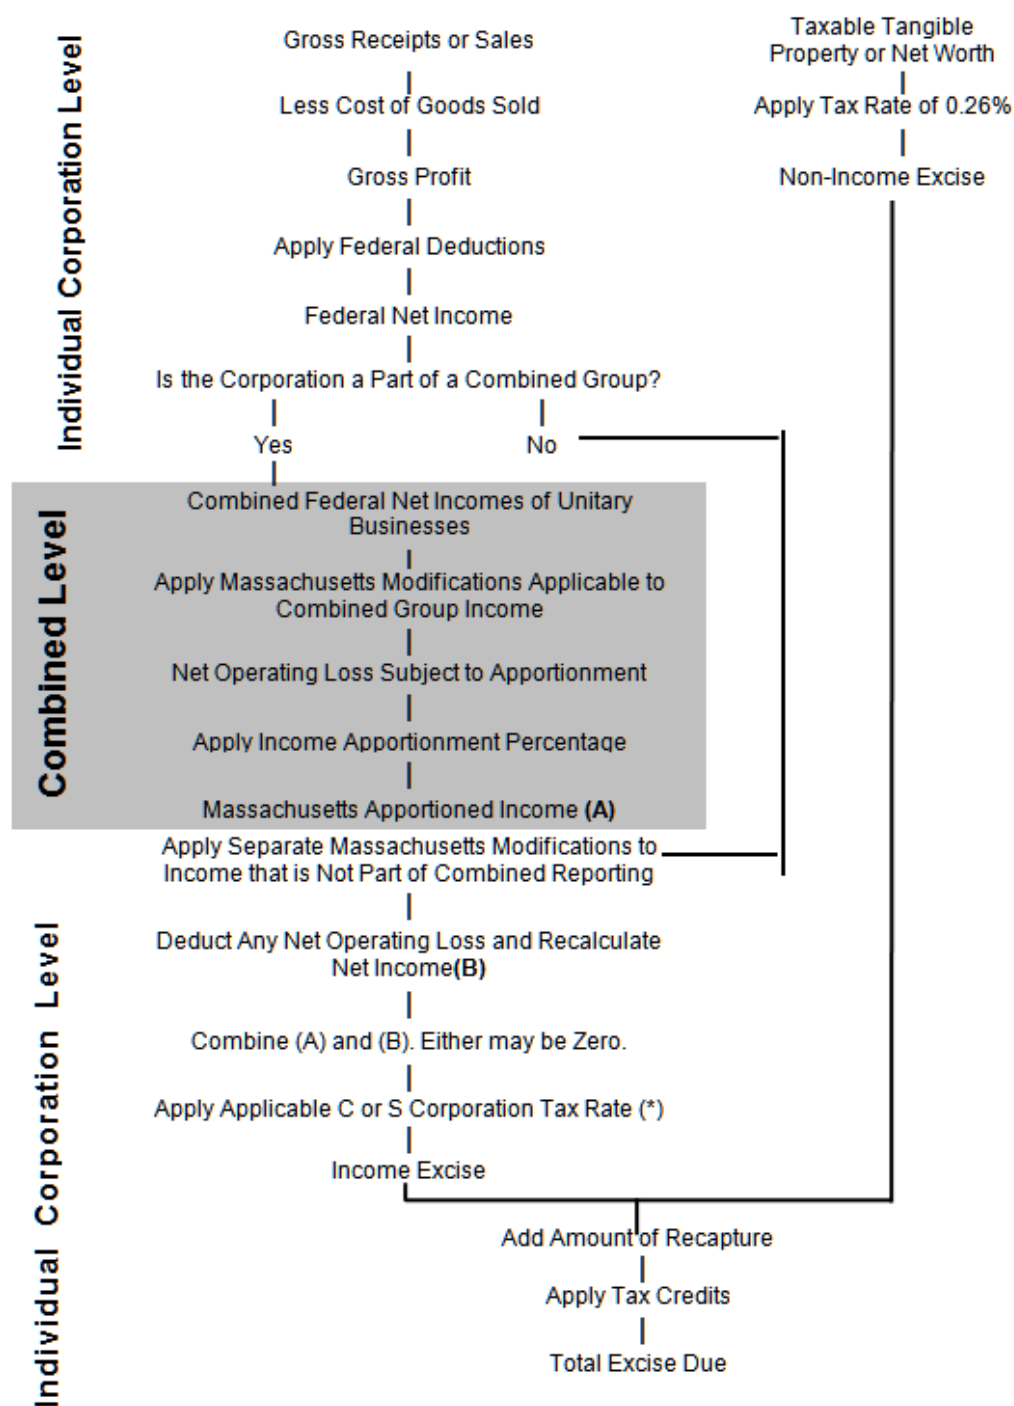 Individual Corporation Level
Gross Receipts or Sales
Less Cost of Goods Sold
Gross Profit
Apply Federal Deductions
Federal Net Income
Is the Corporation a Part of a Combined Group?
Yes
No
Taxable Tangible
Property or Net Worth
Apply Tax Rate of 0.26%
Non-Income Excise
Combined Level
Combined Federal Net Incomes of Unitary
Businesses
Apply Massachusetts Modifications Applicable to
Combined Group Income
Net Operating Loss Subject to Apportionment
Apply Income Apportionment Percentage
Massachusetts Apportioned Income (A)
Individual Corporation Level
Apply Separate Massachusetts Modifications to
Income that is Not Part of Combined Reporting
Deduct Any Net Operating Loss and Recalculate
Net Income(B)
Combine (A) and (B). Either may be Zero.
Apply Applicable C or S Corporation Tax Rate (*)
Income Excise
Add Amount of Recapture
Apply Tax Credits
Total Excise Due